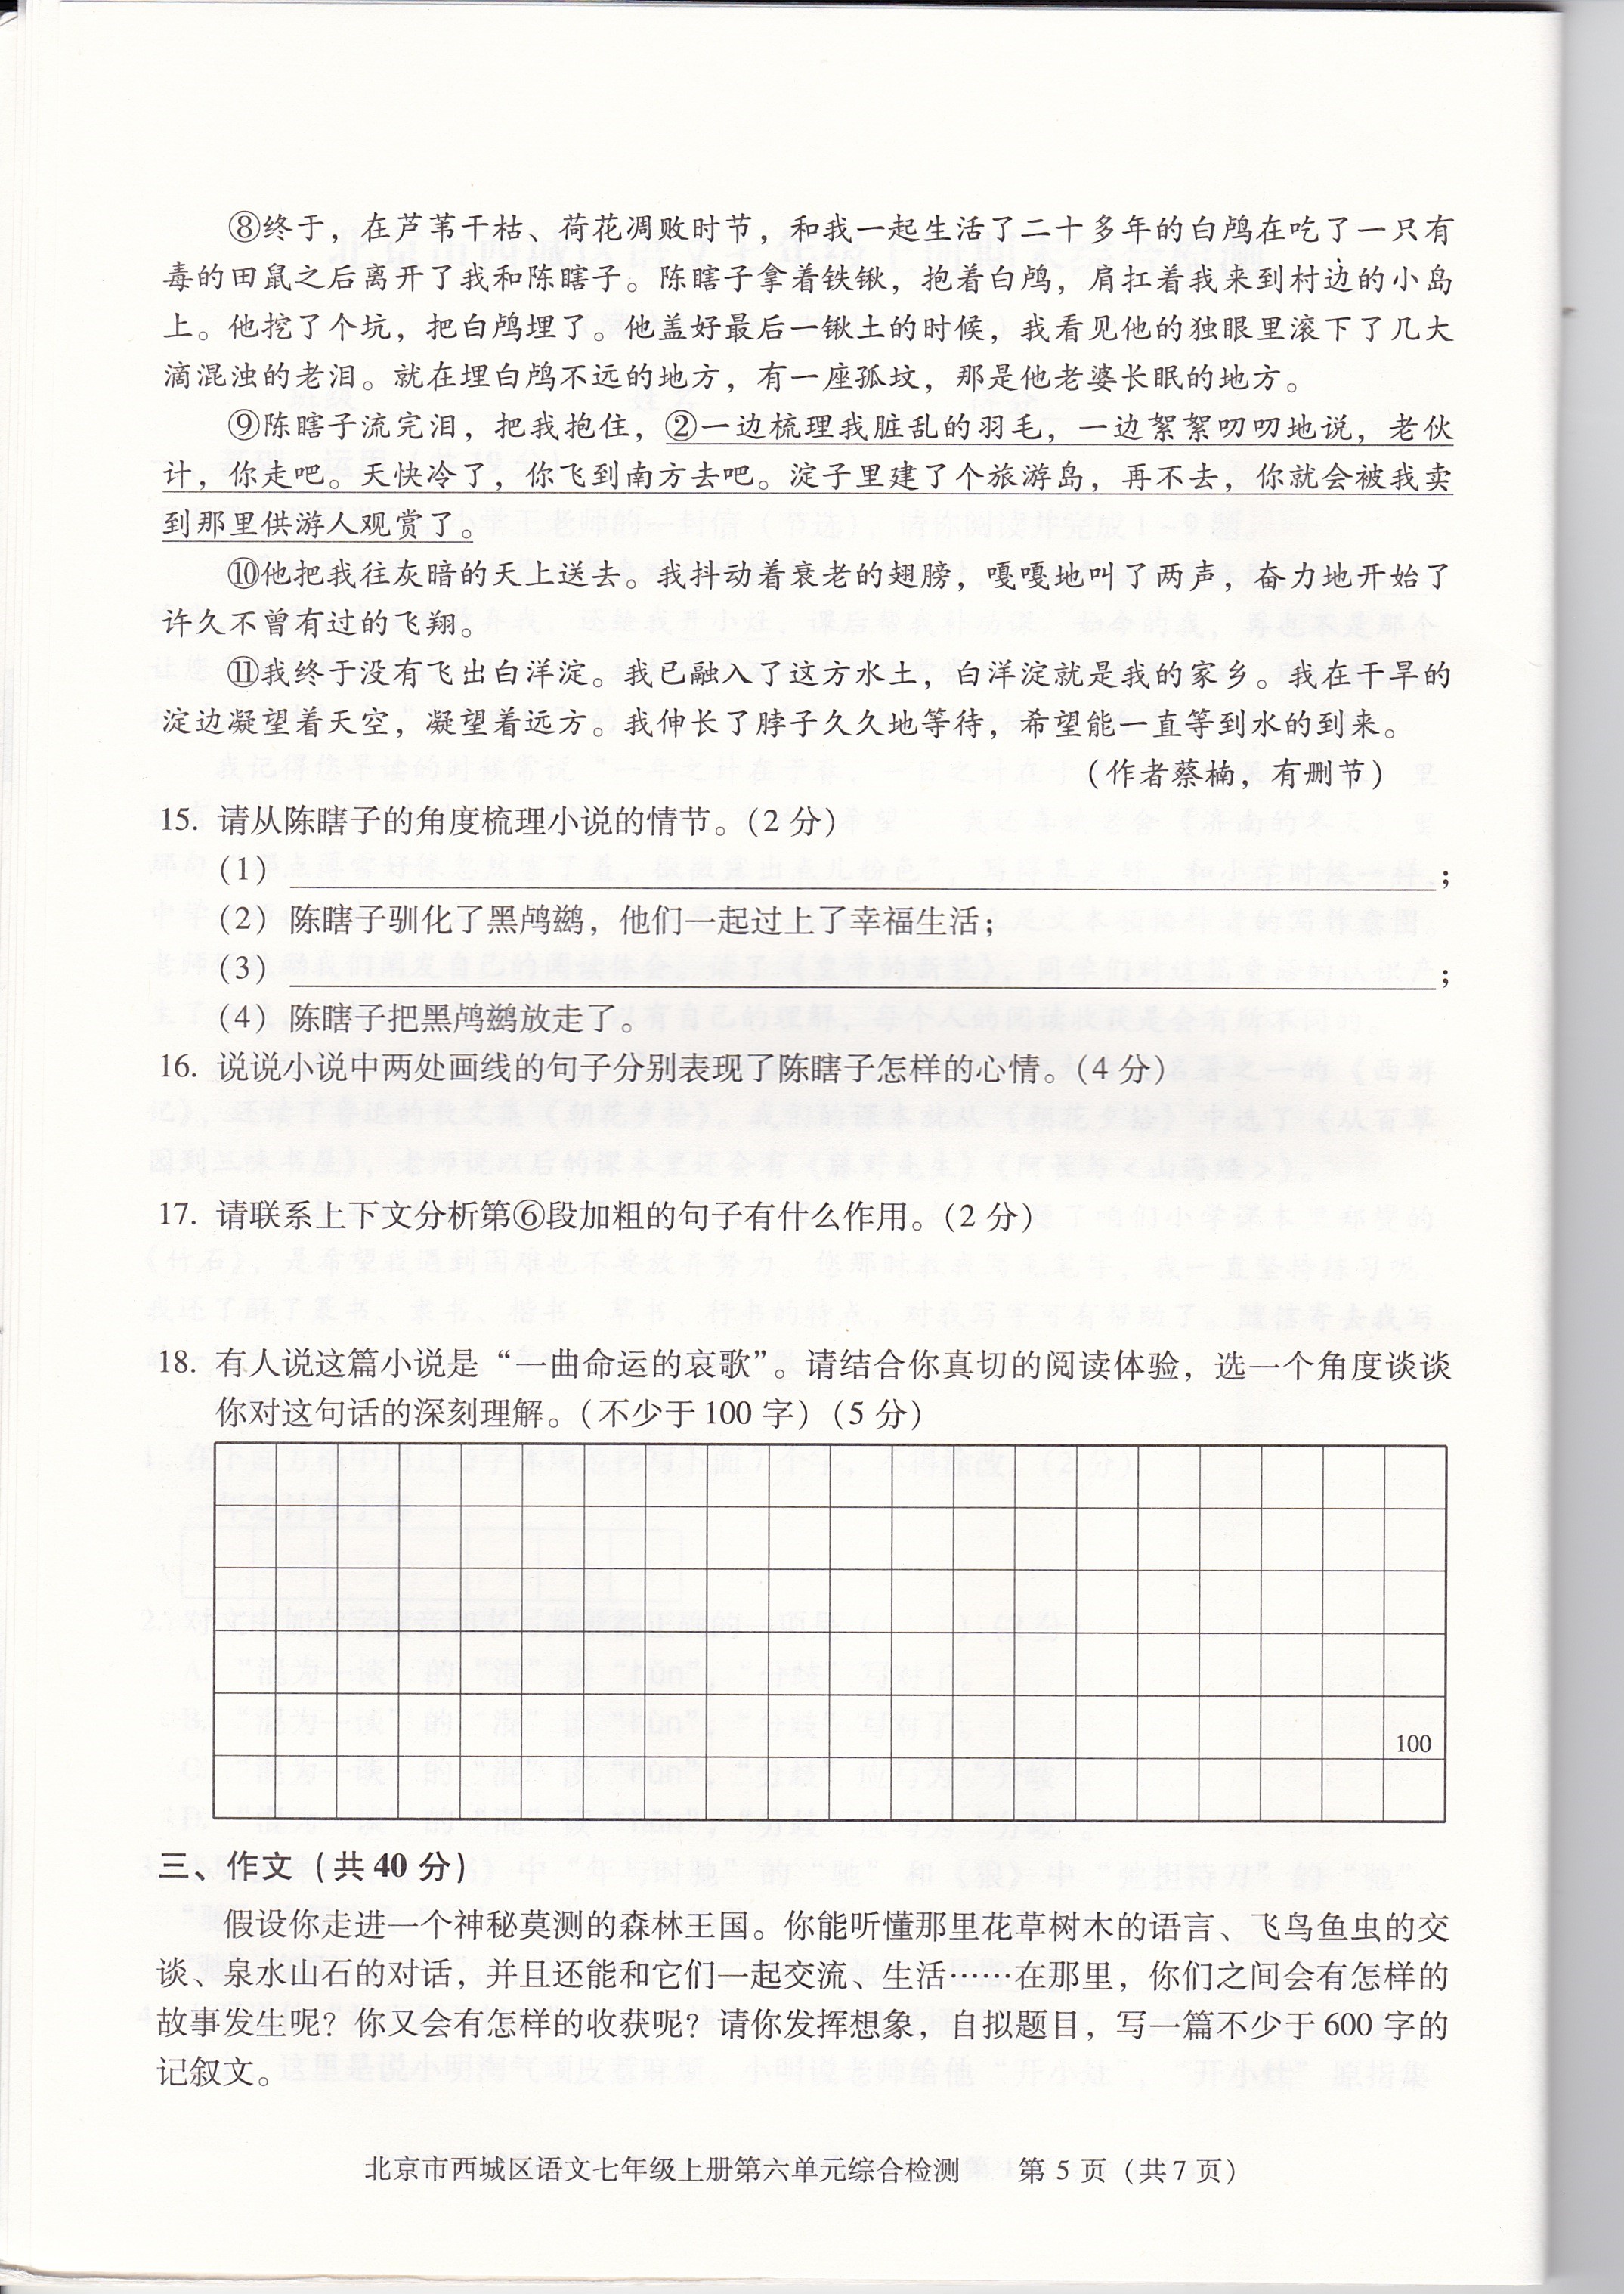 ⑧终于，在芦苇干枯、荷花凋败时节，和我一起生活了二十多年的白鸬在吃了一只有
毒的田鼠之后离开了我和陈瞎子。陈瞎子拿着铁锹，抱着白鸬，肩扛着我来到村边的小岛
上。他挖了个坑，把白鸬埋了。他盖好最后一锹土的时候，我看见他的独眼里滚下了几大
滴混浊的老泪。就在埋白鸬不远的地方，有一座孤坟，那是他老婆长眠的地方。
⑨陈瞎子流完泪，把我抱住，②一边梳理我脏乱的羽毛，一边絮絮叨叨地说，老伙
计，你走吧。天快冷了，你飞到南方去吧。淀子里建了个旅游岛，再不去，你就会被我卖
到那里供游人观赏了。
⑩他把我往灰暗的天上送去。我抖动着衰老的翅膀，嘎嘎地叫了两声，奋力地开始了
许久不曾有过的飞翔。
⑪我终于没有飞出白洋淀。我已融入了这方水土，白洋淀就是我的家乡。我在干旱的
淀边凝望着天空，凝望着远方。我伸长了脖子久久地等待，希望能一直等到水的到来。
（作者蔡楠，有删节）
15. 请从陈瞎子的角度梳理小说的情节。（2 分）
（1）；
（2）陈瞎子驯化了黑鸬鹚，他们一起过上了幸福生活；
（3）；
（4）陈瞎子把黑鸬鹚放走了。
16. 说说小说中两处画线的句子分别表现了陈瞎子怎样的心情。（4 分）
17. 请联系上下文分析第⑥段加粗的句子有什么作用。（2 分）
18. 有人说这篇小说是“一曲命运的哀歌”。请结合你真切的阅读体验，选一个角度谈谈
你对这句话的深刻理解。（不少于 100 字）（5 分）
100
三、作文（共 40 分）
假设你走进一个神秘莫测的森林王国。你能听懂那里花草树木的语言、飞鸟鱼虫的交
谈、泉水山石的对话，并且还能和它们一起交流、生活……在那里，你们之间会有怎样的
故事发生呢？你又会有怎样的收获呢？请你发挥想象，自拟题目，写一篇不少于 600 字的
记叙文。
北京市西城区语文七年级上册第六单元综合检测 第 5 页（共 7 页）